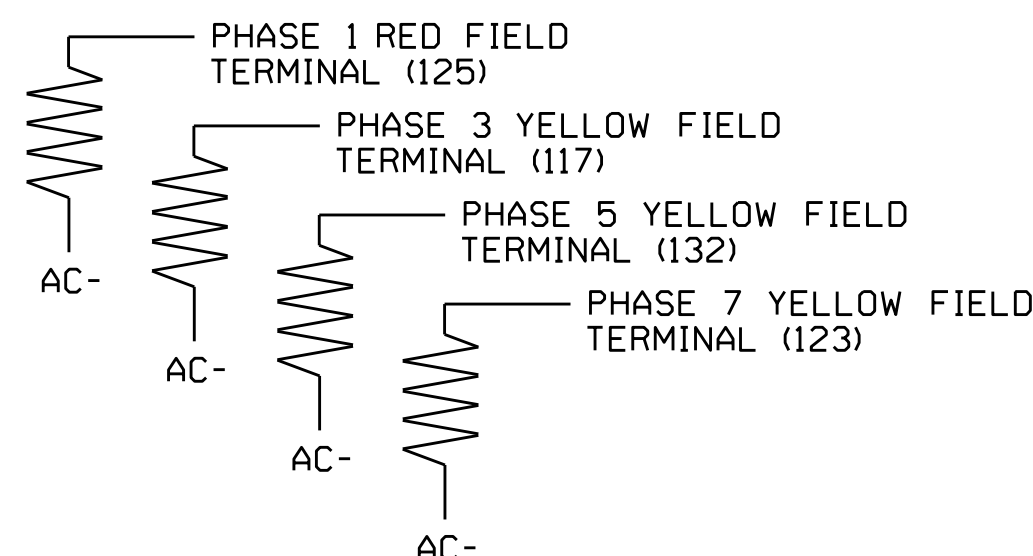 PHASE 1 RED FIELD
TERMINAL (125)
PHASE 3 YELLOW FIELD
TERMINAL (117)
PHASE 5 YELLOW FIELD
TERMINAL (132)
AC-
PHASE 7 YELLOW FIELD
TERMINAL (123)
AC-
AC-
AC-